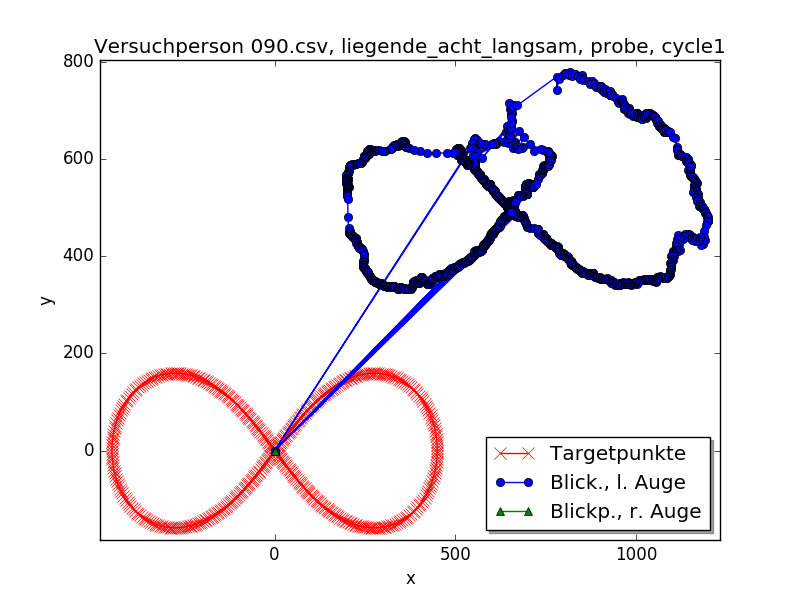 Versuchperson 090.csv, liegende_acht_langsam, probe, cycle1
800
600
400
200
0
y
0 500 1000
x
Targetpunkte
Blick., l. Auge
Blickp., r. Auge